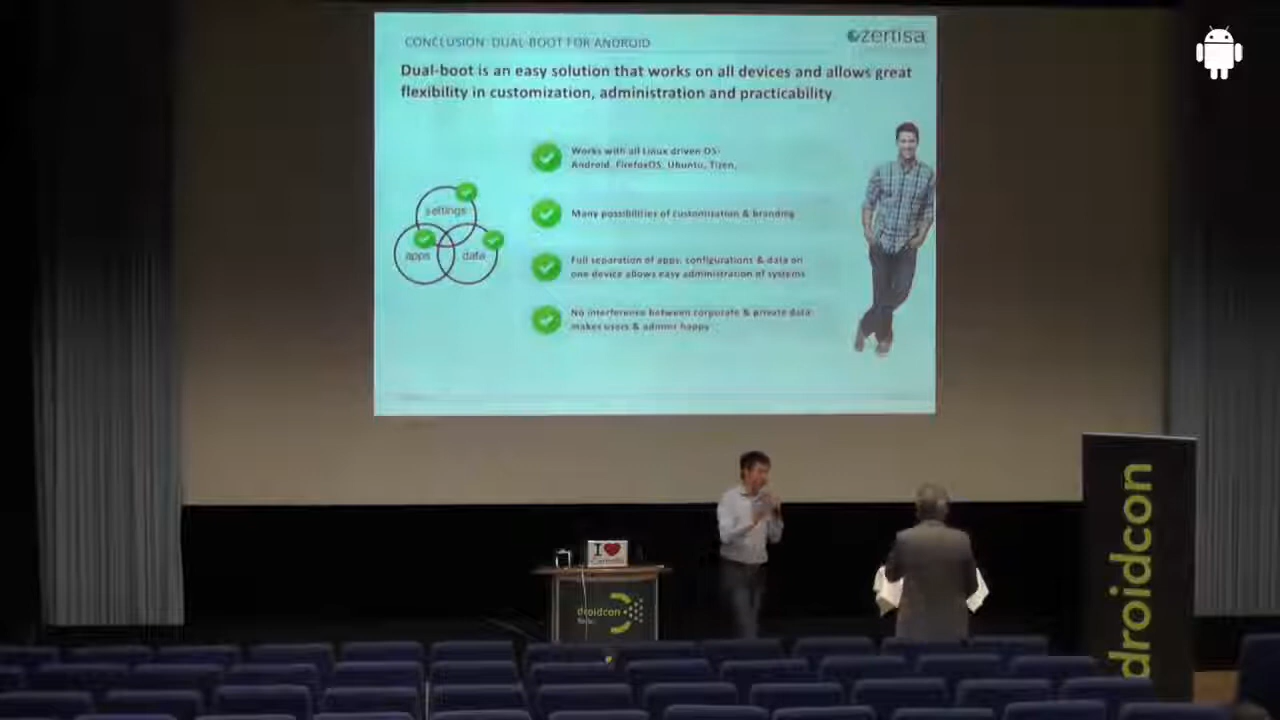 CONCLUSION: DUAL-BOOT FOR ANDROID
zertisa
Dual-boot is an easy solution that works on all devices and allows great
flexibility in customization, administration and practicability
Works with all Linux driven OS-
Android, FirefoxOS, Ubuntu, Tizen,
settings
apps
data
Many possibilities of customization & branding
Full separation of apps, configurations & data on
one device allows easy administration of systems
No interference between corporate & private data
makes users & admins happy
I
droidcon
droidcon